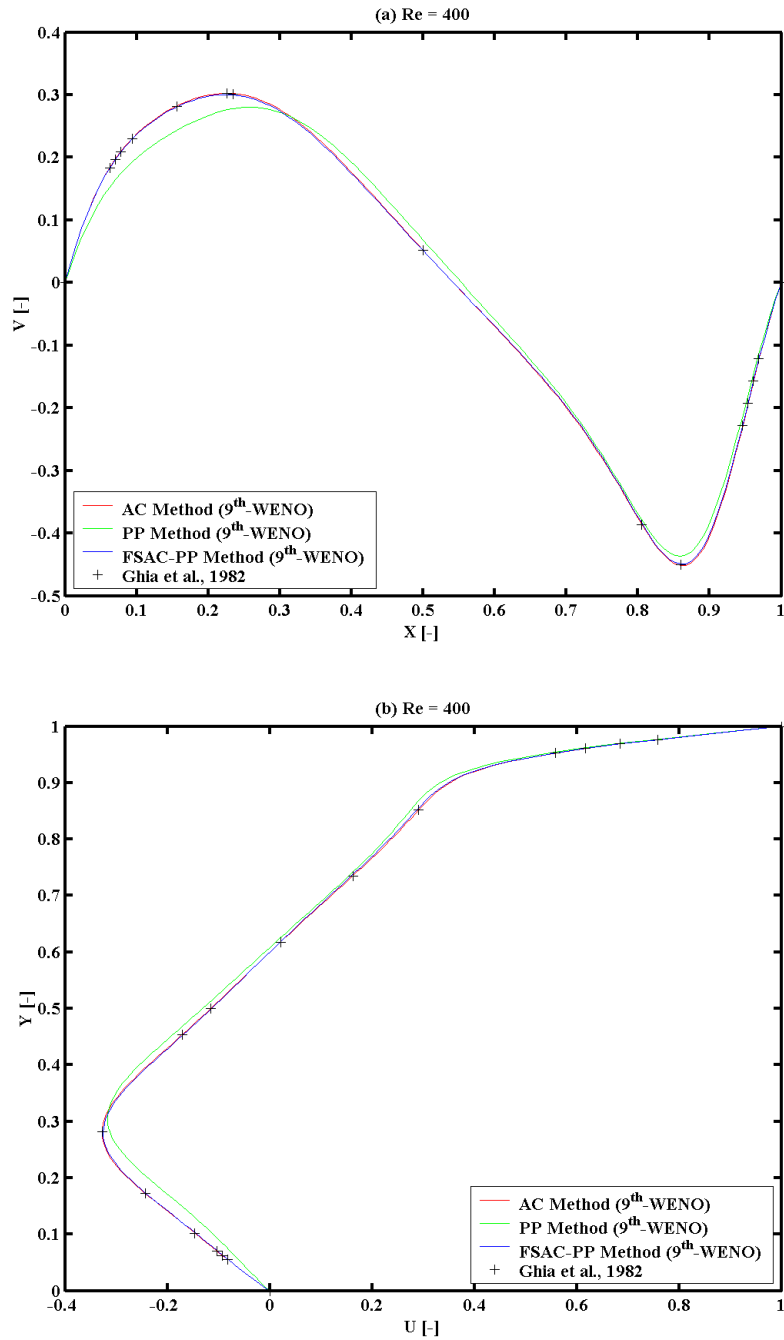 (a) Re = 400
0.4
0.3
0.2
0.1
0
-0.1
-0.2
-0.3
-0.4
-0.5
V [-]
AC Method (9th-WENO)
PP Method (9th-WENO)
FSAC-PP Method (9th-WENO)
Ghia et al., 1982
0 0.1 0.2 0.3 0.4 0.5 0.6 0.7 0.8 0.9 1
X [-]
(b) Re = 400
1
0.9
0.8
0.7
0.6
0.5
0.4
0.3
0.2
0.1
0
Y [-]
AC Method (9th-WENO)
PP Method (9th-WENO)
FSAC-PP Method (9th-WENO)
Ghia et al., 1982
-0.4 -0.2 0 0.2 0.4 0.6 0.8 1
U [-]